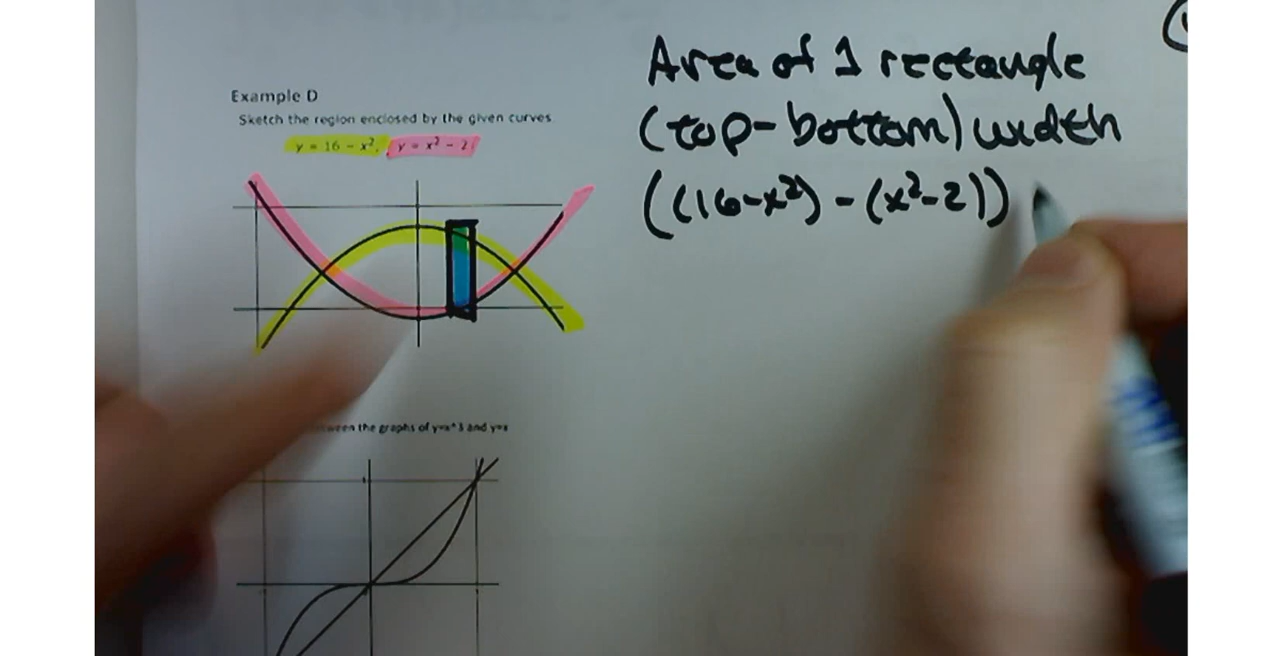 Example D
Sketch the region enclosed by the given curves
y = 16 - x², y = x² - 2
Area of 1 rectangle
(top-bottom) width
((16-x²) - (x²-2))
the graphs of y=x^3 and y=x